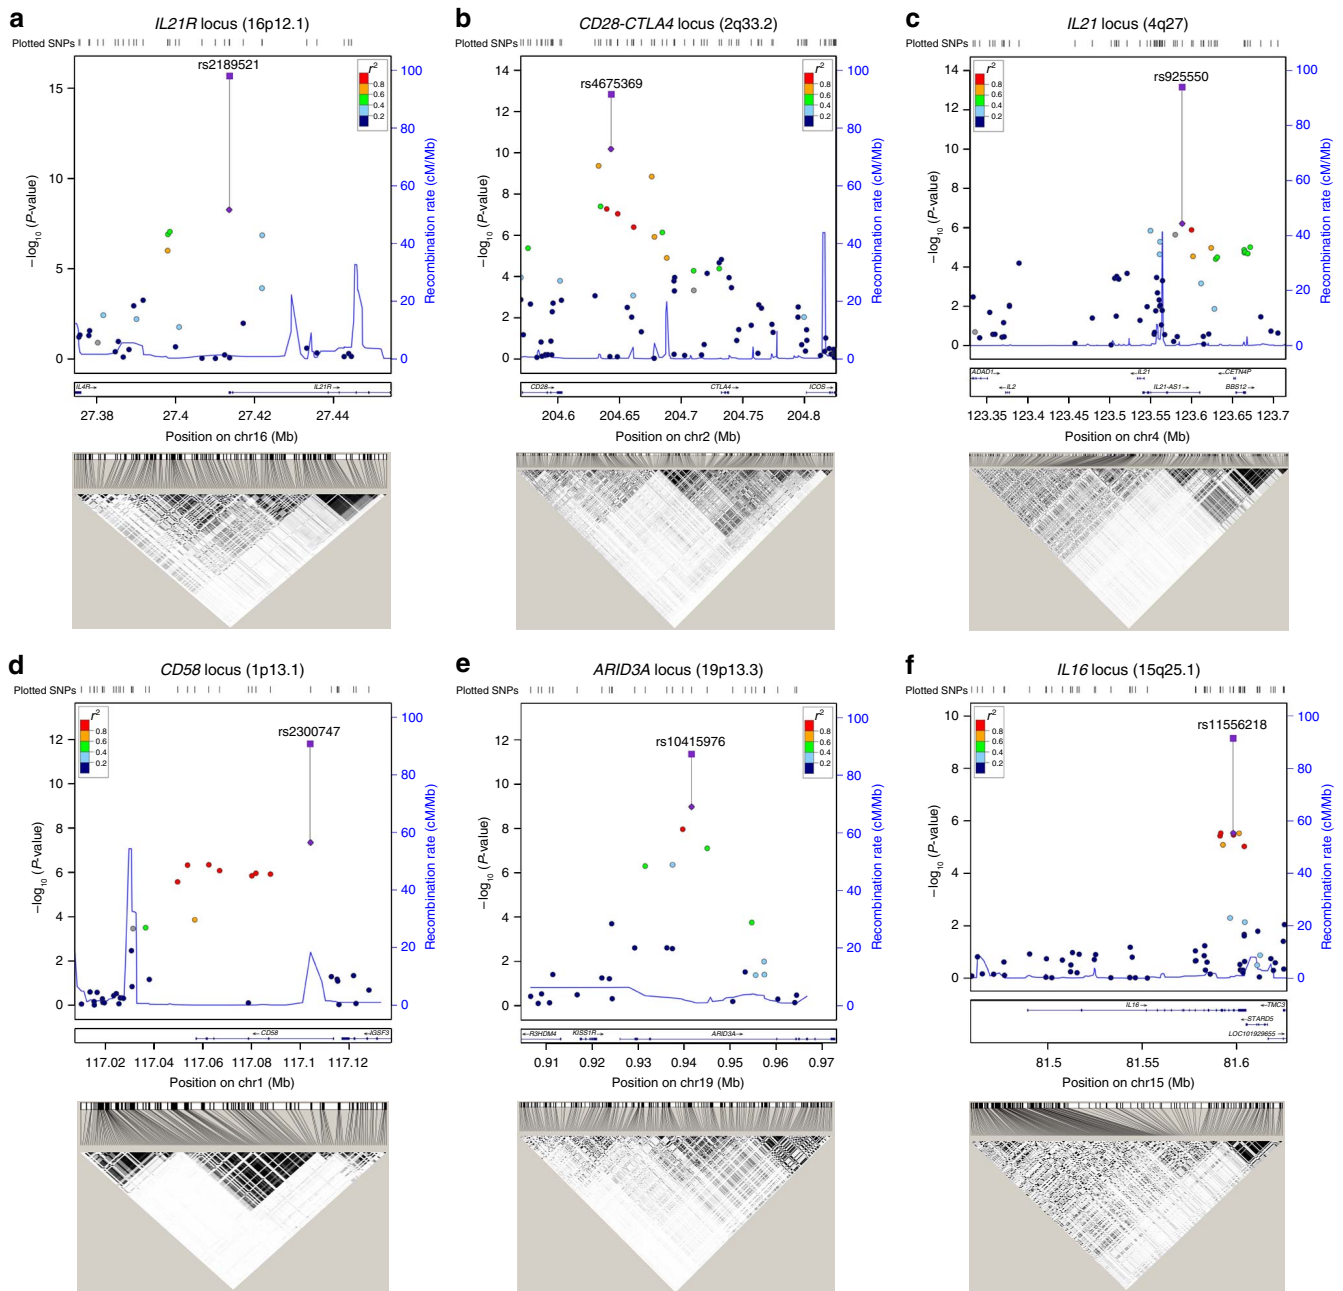 a
IL21R locus (16p12.1)
Plotted SNPs
rs2189521
r2
0.8
0.6
0.4
0.2
15
10
5
0
−log10 (P-value)
100
80
60
40
20
0
Recombination rate (cM/Mb)
IL4R→
IL21R→
27.38
27.4
27.42
27.44
Position on chr16 (Mb)
b
CD28-CTLA4 locus (2q33.2)
Plotted SNPs
rs4675369
r2
0.8
0.6
0.4
0.2
14
12
10
8
6
4
2
0
−log10 (P-value)
100
80
60
40
20
0
Recombination rate (cM/Mb)
CD28→
CTLA4→
ICOS→
204.6
204.65
204.7
204.75
204.8
Position on chr2 (Mb)
c
IL21 locus (4q27)
Plotted SNPs
rs925550
r2
0.8
0.6
0.4
0.2
14
12
10
8
6
4
2
0
−log10 (P-value)
100
80
60
40
20
0
Recombination rate (cM/Mb)
ADAD1→
←IL2
←IL21
IL21-AS1→
←CETN4P
BBS12→
123.35
123.4
123.45
123.5
123.55
123.6
123.65
123.7
Position on chr4 (Mb)
d
CD58 locus (1p13.1)
Plotted SNPs
rs2300747
r2
0.8
0.6
0.4
0.2
12
10
8
6
4
2
0
−log10 (P-value)
100
80
60
40
20
0
Recombination rate (cM/Mb)
←CD58
←IGSF3
117.02
117.04
117.06
117.08
117.1
117.12
Position on chr1 (Mb)
e
ARID3A locus (19p13.3)
Plotted SNPs
rs10415976
r2
0.8
0.6
0.4
0.2
12
10
8
6
4
2
0
−log10 (P-value)
100
80
60
40
20
0
Recombination rate (cM/Mb)
←R3HDM4
KISS1R→
ARID3A→
0.91
0.92
0.93
0.94
0.95
0.96
0.97
Position on chr19 (Mb)
f
IL16 locus (15q25.1)
Plotted SNPs
rs11556218
r2
0.8
0.6
0.4
0.2
10
8
6
4
2
0
−log10 (P-value)
100
80
60
40
20
0
Recombination rate (cM/Mb)
IL16→
←TMC3
←STARD5
LOC101929655→
81.5
81.55
81.6
Position on chr15 (Mb)